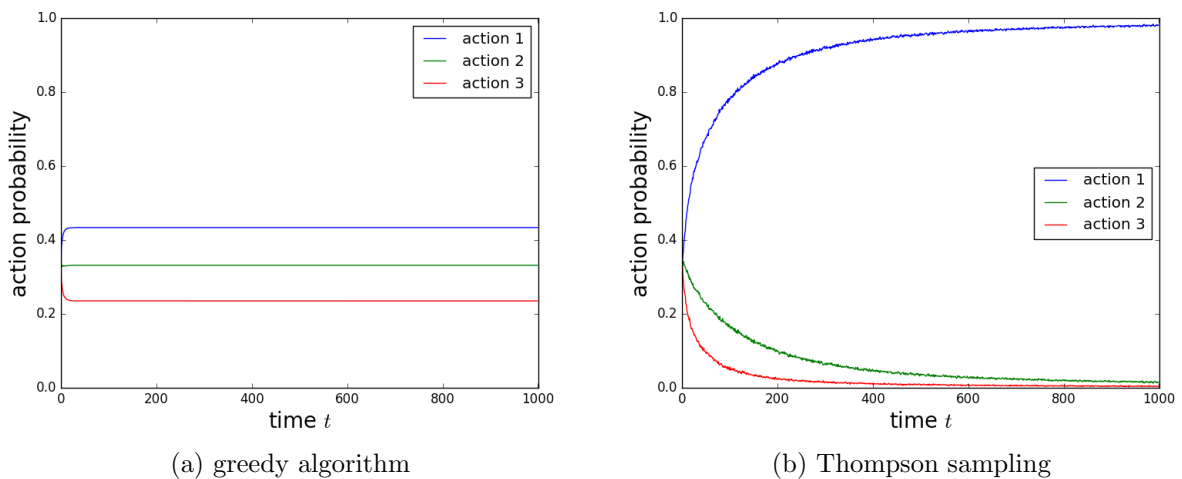 1.0
0.8
0.6
0.4
0.2
0.0
0
200
400
600
800
1000
action probability
time t
action 1
action 2
action 3
(a) greedy algorithm
1.0
0.8
0.6
0.4
0.2
0.0
0
200
400
600
800
1000
action probability
time t
action 1
action 2
action 3
(b) Thompson sampling